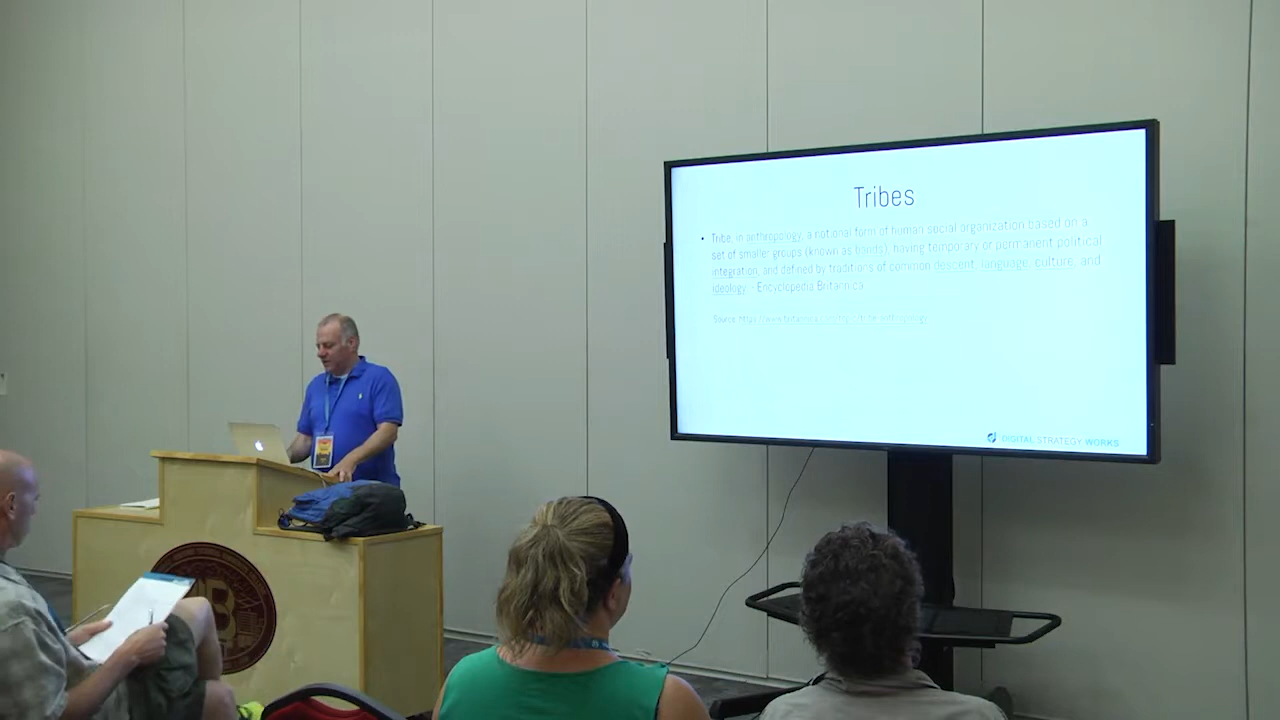 Tribes
• Tribe, in anthropology, a notional form of human social organization based on a
set of smaller groups (known as bands), having temporary or permanent political
integration, and defined by traditions of common descent, language, culture, and
ideology. - Encyclopedia Britannica
Source:
DIGITAL STRATEGY WORKS
B